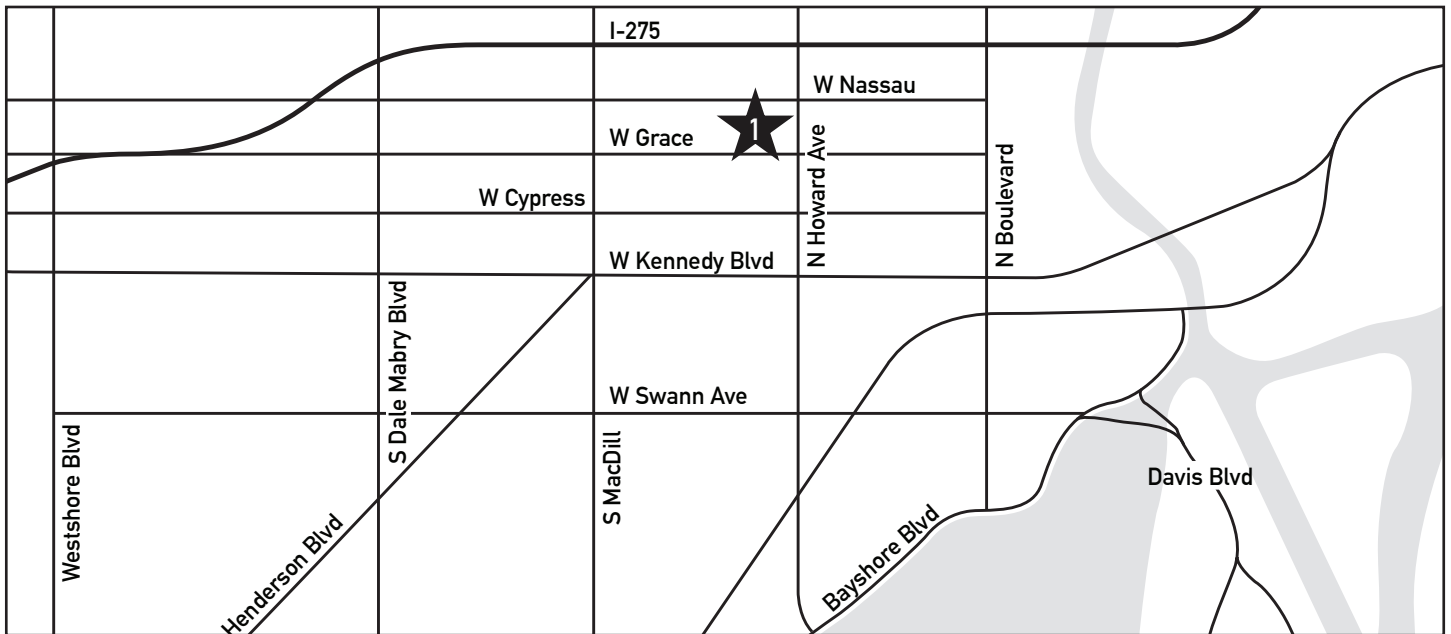 I-275
W Nassau
1
W Grace
N Howard Ave
N Boulevard
W Cypress
W Kennedy Blvd
S Dale Mabry Blvd
W Swann Ave
Westshore Blvd
S MacDill
Davis Blvd
Henderson Blvd
Bayshore Blvd